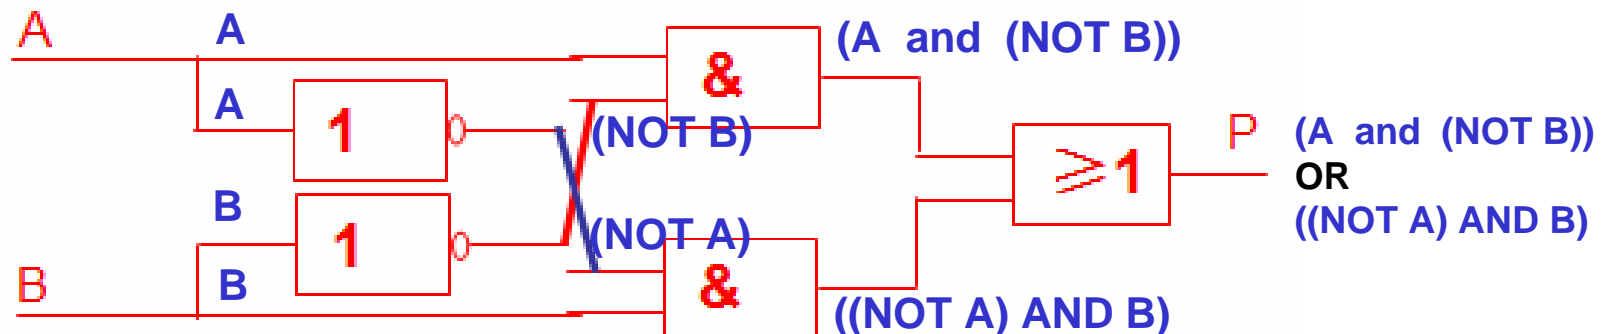 A
A
(A and (NOT B))
&
A
1
(NOT B)
P
(A and (NOT B))
≥1
OR
B
1
(NOT A)
((NOT A) AND B)
B
B
&
((NOT A) AND B)